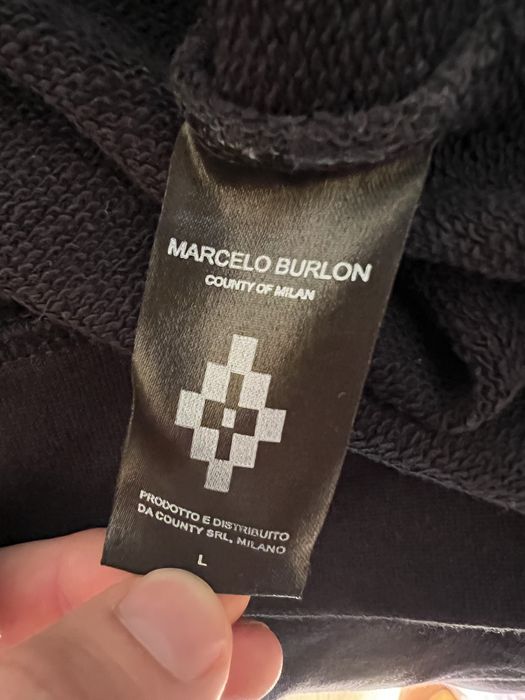 MARCELO BURLON
COUNTY OF MILAN
PRODOTTO E DISTRIBUITO
DA COUNTY SRL, MILANO
L